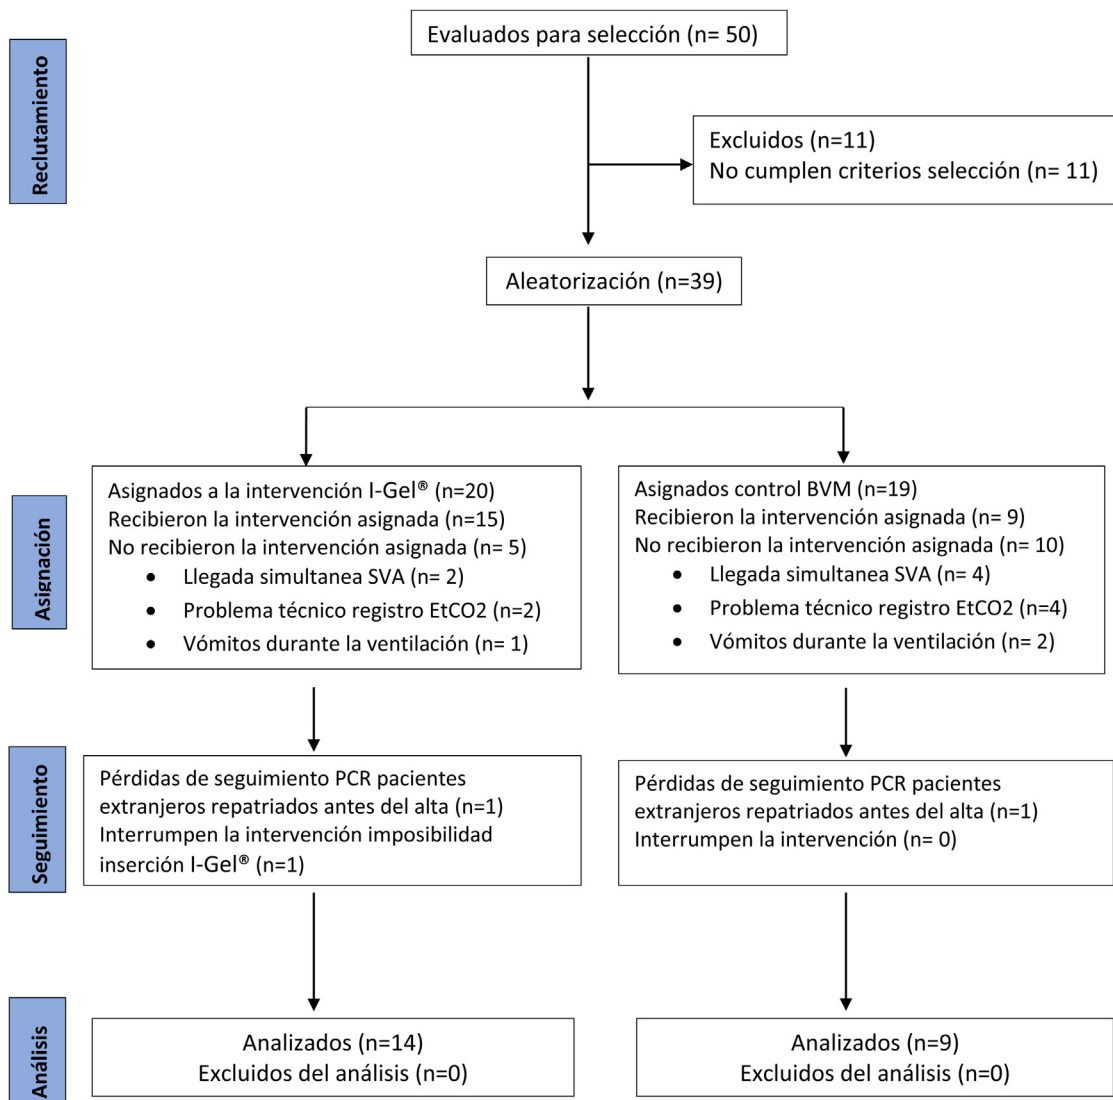 Reclutamiento
Evaluados para selección (n= 50)
Excluidos (n=11)
No cumplen criterios selección (n= 11)
Aleatorización (n=39)
Asignación
Asignados a la intervención I-Gel® (n=20)
Recibieron la intervención asignada (n=15)
No recibieron la intervención asignada (n= 5)
• Llegada simultanea SVA (n= 2)
• Problema técnico registro EtCO2 (n=2)
• Vómitos durante la ventilación (n= 1)
Asignados control BVM (n=19)
Recibieron la intervención asignada (n= 9)
No recibieron la intervención asignada (n= 10)
• Llegada simultanea SVA (n= 4)
• Problema técnico registro EtCO2 (n=4)
• Vómitos durante la ventilación (n= 2)
Seguimiento
Pérdidas de seguimiento PCR pacientes
extranjeros repatriados antes del alta (n=1)
Interrumpen la intervención imposibilidad
inserción I-Gel® (n=1)
Pérdidas de seguimiento PCR pacientes
extranjeros repatriados antes del alta (n=1)
Interrumpen la intervención (n= 0)
Análisis
Analizados (n=14)
Excluidos del análisis (n=0)
Analizados (n=9)
Excluidos del análisis (n=0)